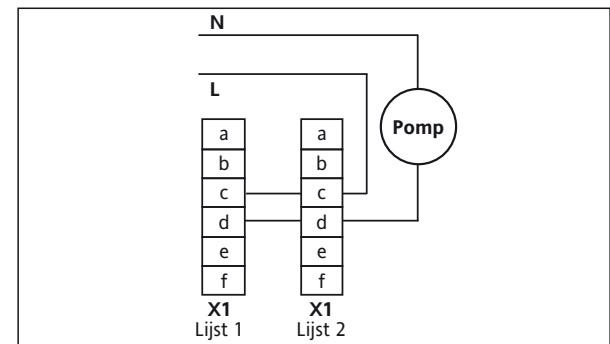 N
L
Pomp
a a
b b
c c
d d
e e
f f
X1 X1
Lijst 1 Lijst 2